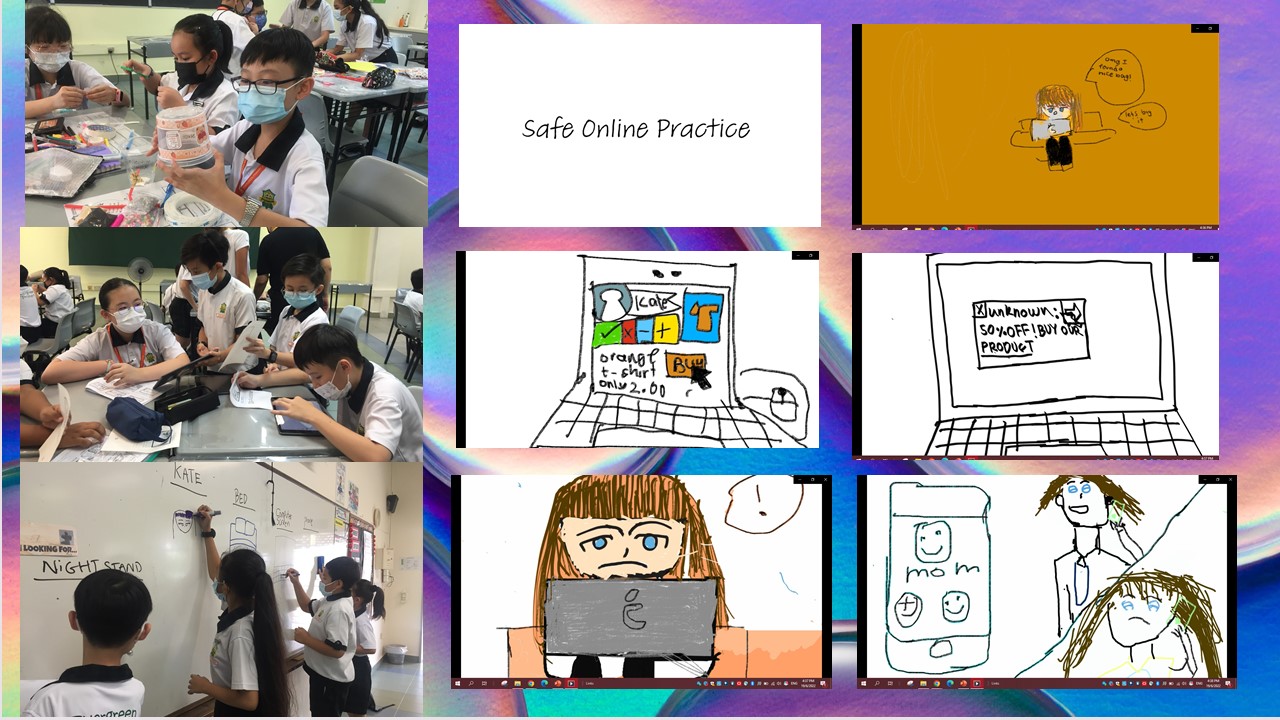 Safe Online Practice
omg I
found a
nice bag!
lets buy
it
Kate
orange
t-shirt
only 2.00
BUY
X unknown:
50%OFF! BUY OUR
PRODUCT
!
mom
KATE
BED
LOOKING FOR...
NIGHT STAND
Evergreen